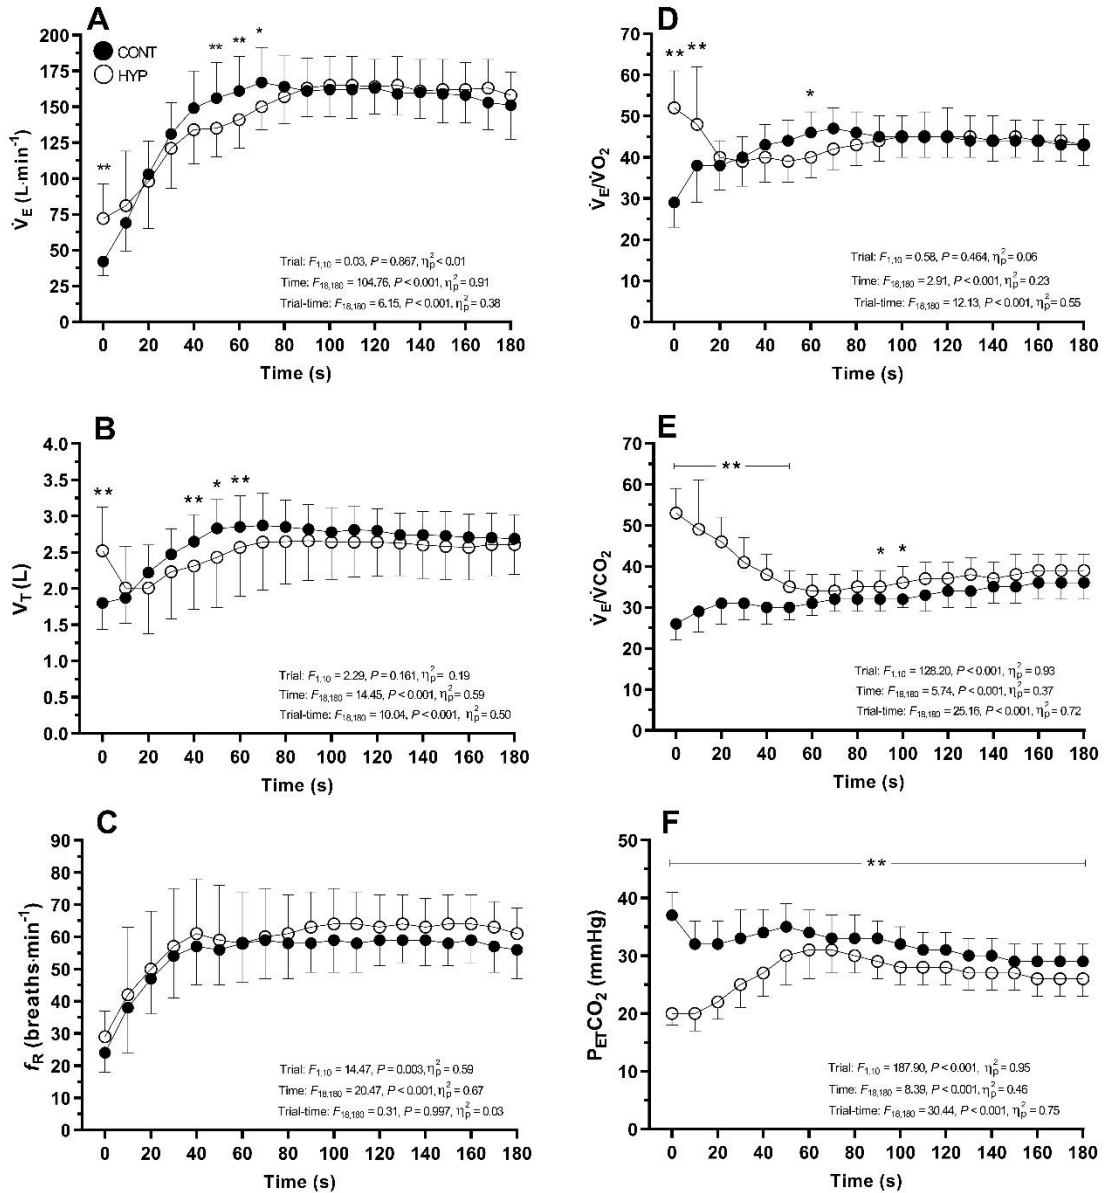 A
V̇E (L·min-1)
200
175
150
125
100
75
50
25
0
CONT
HYP
** ** ** *
Trial: F1,10 = 0.03, P = 0.867, ηp2 < 0.01
Time: F18,180 = 104.76, P < 0.001, ηp2 = 0.91
Trial-time: F18,180 = 6.15, P < 0.001, ηp2 = 0.38
0 20 40 60 80 100 120 140 160 180
Time (s)
D
V̇E/V̇O2
70
60
50
40
30
20
10
0
** ** *
Trial: F1,10 = 0.58, P = 0.464, ηp2 = 0.06
Time: F18,180 = 2.91, P < 0.001, ηp2 = 0.23
Trial-time: F18,180 = 12.13, P < 0.001, ηp2 = 0.55
0 20 40 60 80 100 120 140 160 180
Time (s)
B
VT (L)
4.0
3.5
3.0
2.5
2.0
1.5
1.0
0.5
0.0
** ** * **
Trial: F1,10 = 2.29, P = 0.161, ηp2 = 0.19
Time: F18,180 = 14.45, P < 0.001, ηp2 = 0.59
Trial-time: F18,180 = 10.04, P < 0.001, ηp2 = 0.50
0 20 40 60 80 100 120 140 160 180
Time (s)
E
V̇E/V̇CO2
70
60
50
40
30
20
10
0
** * *
Trial: F1,10 = 128.20, P < 0.001, ηp2 = 0.93
Time: F18,180 = 5.74, P < 0.001, ηp2 = 0.37
Trial-time: F18,180 = 25.16, P < 0.001, ηp2 = 0.72
0 20 40 60 80 100 120 140 160 180
Time (s)
C
fR (breaths·min-1)
90
80
70
60
50
40
30
20
10
0
Trial: F1,10 = 14.47, P = 0.003, ηp2 = 0.59
Time: F18,180 = 20.47, P < 0.001, ηp2 = 0.67
Trial-time: F18,180 = 0.31, P = 0.997, ηp2 = 0.03
0 20 40 60 80 100 120 140 160 180
Time (s)
F
PETCO2 (mmHg)
50
40
30
20
10
0
**
Trial: F1,10 = 187.90, P < 0.001, ηp2 = 0.95
Time: F18,180 = 8.39, P < 0.001, ηp2 = 0.46
Trial-time: F18,180 = 30.44, P < 0.001, ηp2 = 0.75
0 20 40 60 80 100 120 140 160 180
Time (s)